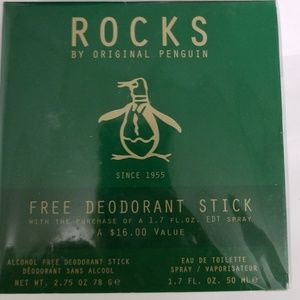 ROCKS
BY ORIGINAL PENGUIN
SINCE 1955
FREE DEODORANT STICK
WITH THE PURCHASE OF A 1.7 FL.OZ. EDT SPRAY
A $16.00 VALUE
ALCOHOL FREE DEODORANT STICK
DÉODORANT SANS ALCOOL
NET WT. 2.75 OZ 78 G e
EAU DE TOILETTE
SPRAY / VAPORISATEUR
1.7 FL. OZ. 50 ML e